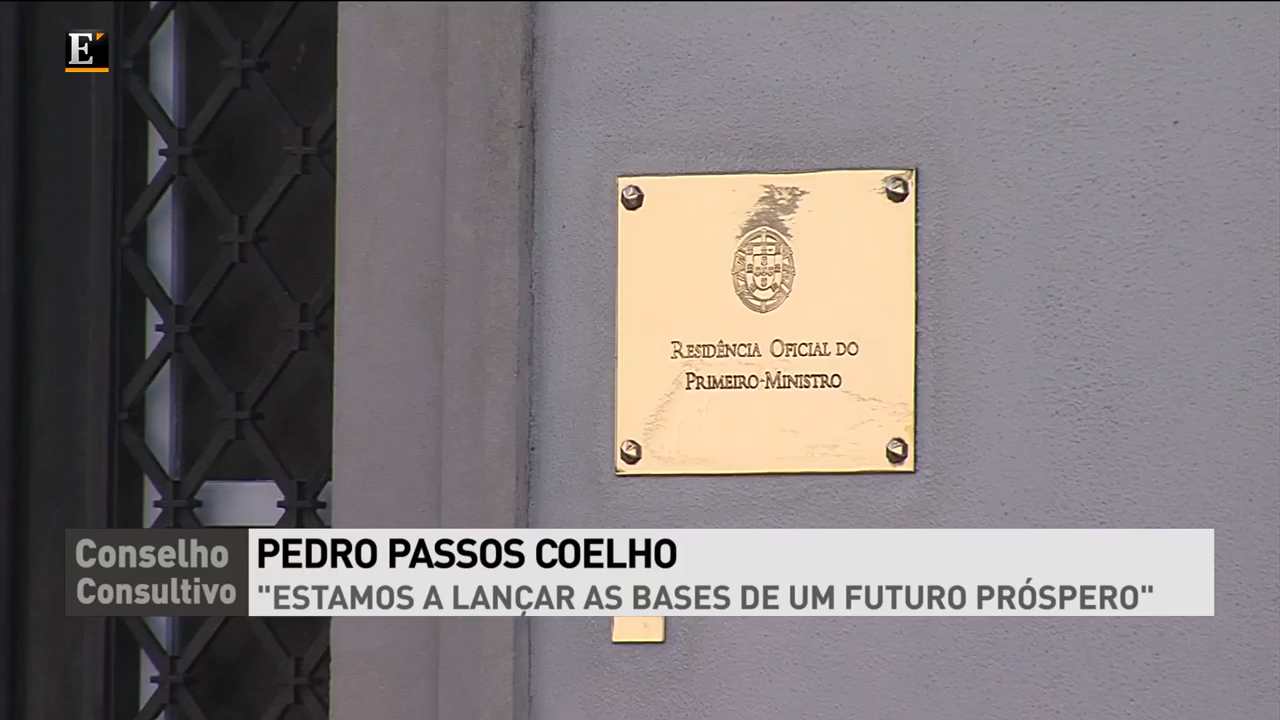 E
RESIDÊNCIA OFICIAL DO
PRIMEIRO-MINISTRO
Conselho
Consultivo
PEDRO PASSOS COELHO
"ESTAMOS A LANÇAR AS BASES DE UM FUTURO PRÓSPERO"